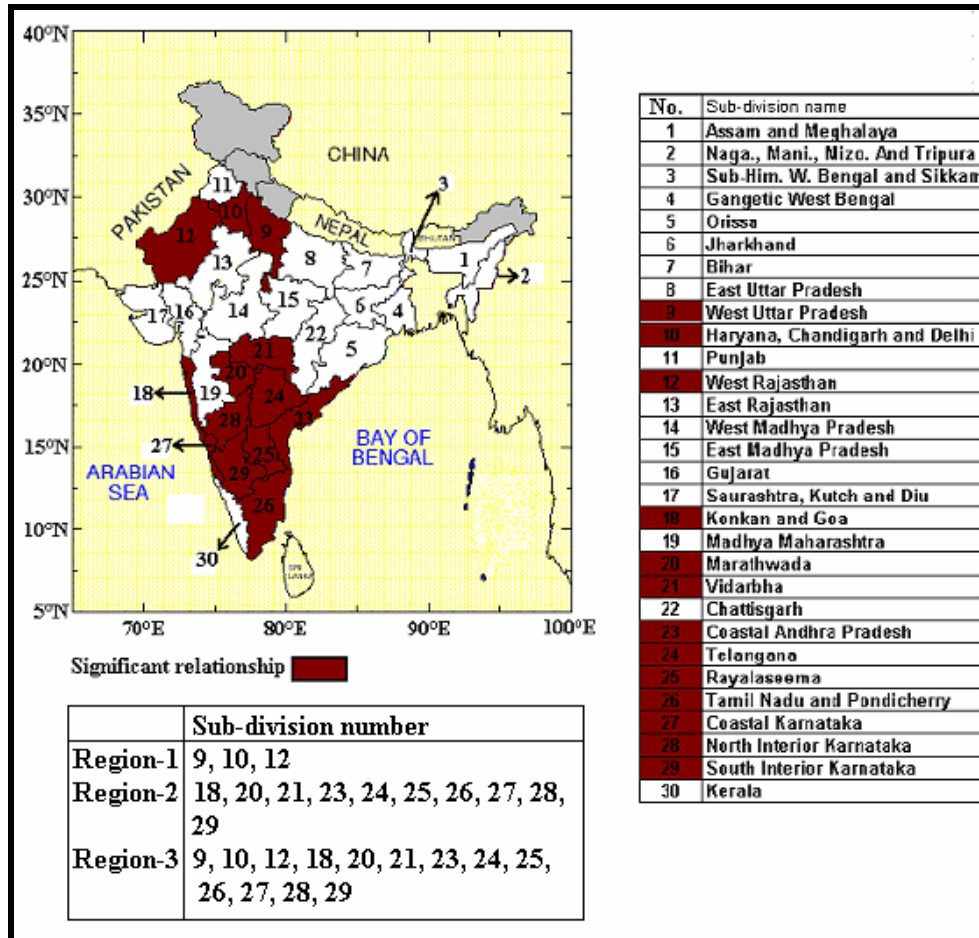 40°N
35°N
30°N
25°N
20°N
15°N
10°N
5°N
70°E
80°E
90°E
100°E
CHINA
PAKISTAN
NEPAL
BHUTAN
BAY OF
BENGAL
ARABIAN
SEA
SRI
LANKA
1
2
3
4
5
6
7
8
9
10
11
12
13
14
15
16
17
18
19
20
21
22
23
24
25
26
27
28
29
30
Significant relationship
Sub-division number
Region-1 9, 10, 12
Region-2 18, 20, 21, 23, 24, 25, 26, 27, 28,
29
Region-3 9, 10, 12, 18, 20, 21, 23, 24, 25,
26, 27, 28, 29
No. Sub-division name
1 Assam and Meghalaya
2 Naga., Mani., Mizo. And Tripura
3 Sub-Him. W. Bengal and Sikkam
4 Gangetic West Bengal
5 Orissa
6 Jharkhand
7 Bihar
8 East Uttar Pradesh
9 West Uttar Pradesh
10 Haryana, Chandigarh and Delhi
11 Punjab
12 West Rajasthan
13 East Rajasthan
14 West Madhya Pradesh
15 East Madhya Pradesh
16 Gujarat
17 Saurashtra, Kutch and Diu
18 Konkan and Goa
19 Madhya Maharashtra
20 Marathwada
21 Vidarbha
22 Chattisgarh
23 Coastal Andhra Pradesh
24 Telangana
25 Rayalaseema
26 Tamil Nadu and Pondicherry
27 Coastal Karnataka
28 North Interior Karnataka
29 South Interior Karnataka
30 Kerala